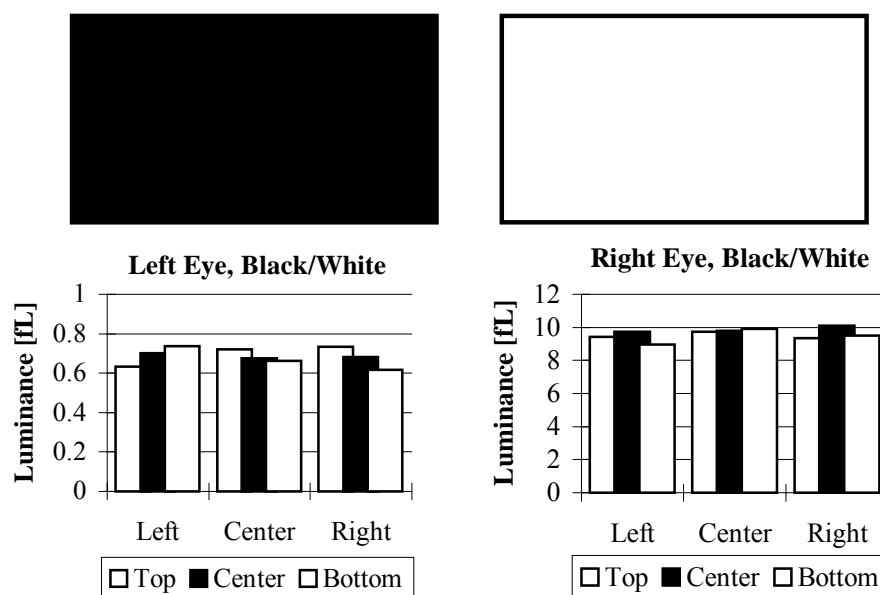 Left Eye, Black/White
Luminance [fL]
1
0.8
0.6
0.4
0.2
0
Left Center Right
Top Center Bottom
Right Eye, Black/White
Luminance [fL]
12
10
8
6
4
2
0
Left Center Right
Top Center Bottom